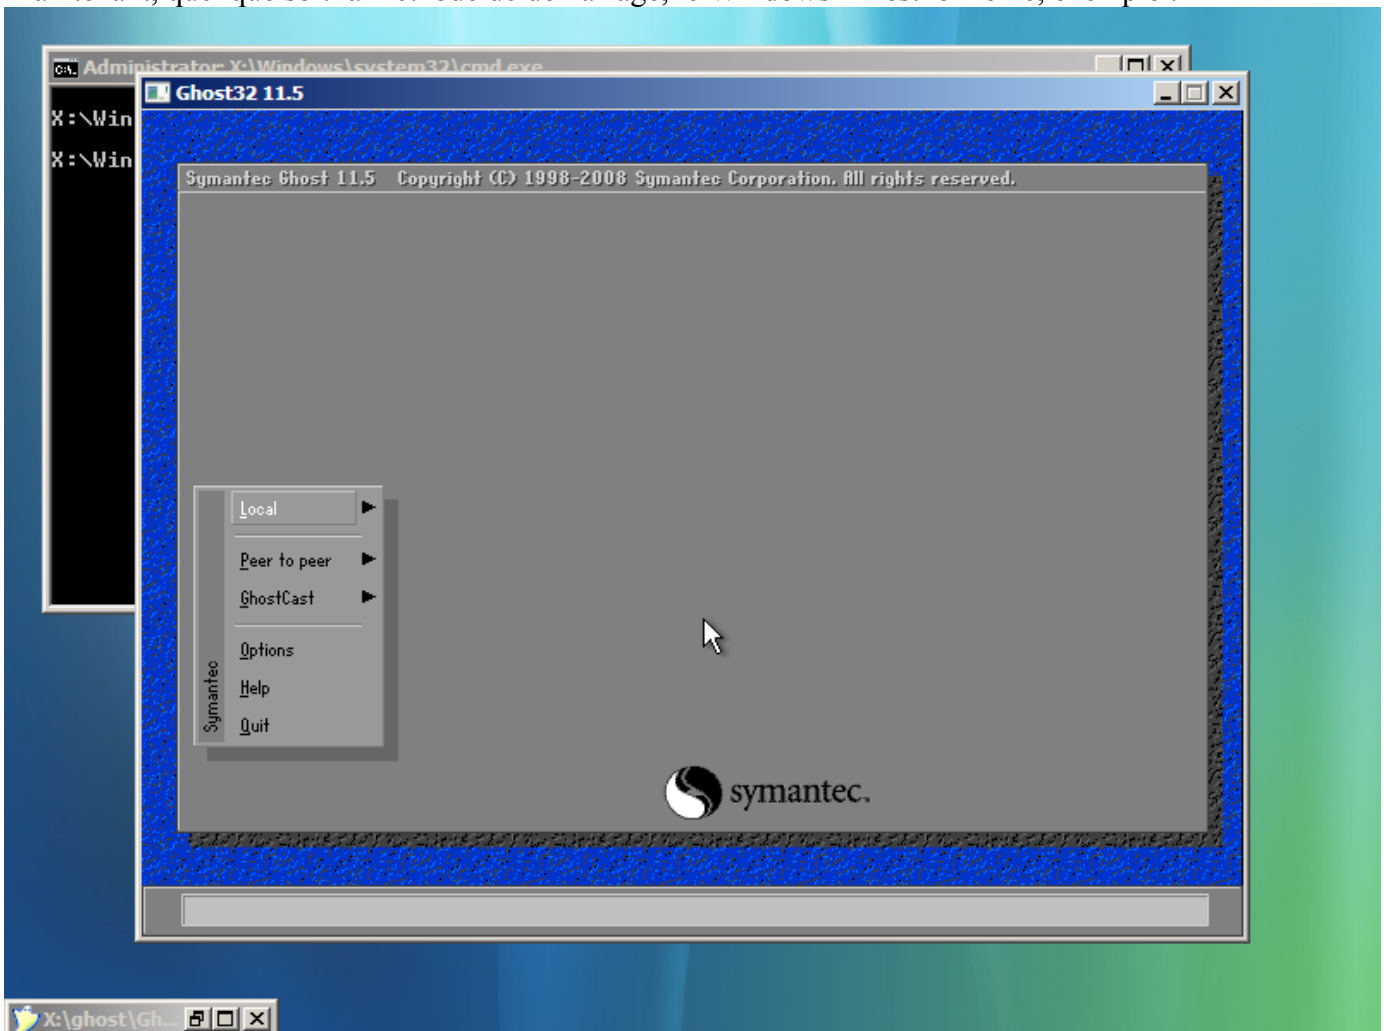 Administrator: X:\Windows\system32\cmd.exe
Ghost32 11.5
X:\Win
X:\Win
Symantec Ghost 11.5 Copyright (C) 1998-2008 Symantec Corporation. All rights reserved.
Local
Peer to peer
GhostCast
Options
Help
Quit
Symantec
symantec.
X:\ghost\Gh...